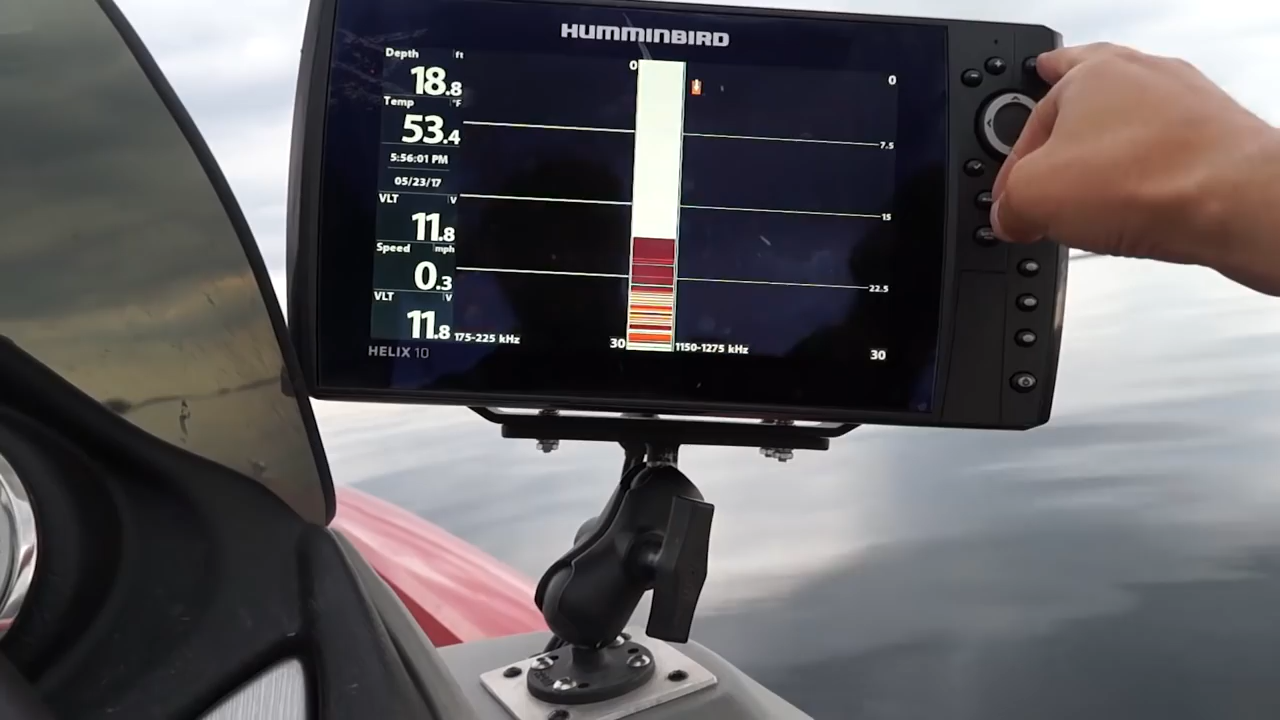 HUMMINBIRD
Depth ft
18.8
Temp °F
53.4
5:56:01 PM
05/23/17
VLT V
11.8
Speed mph
0.3
VLT V
11.8
175-225 kHz
HELIX 10
0
30
1150-1275 kHz
0
7.5
15
22.5
30